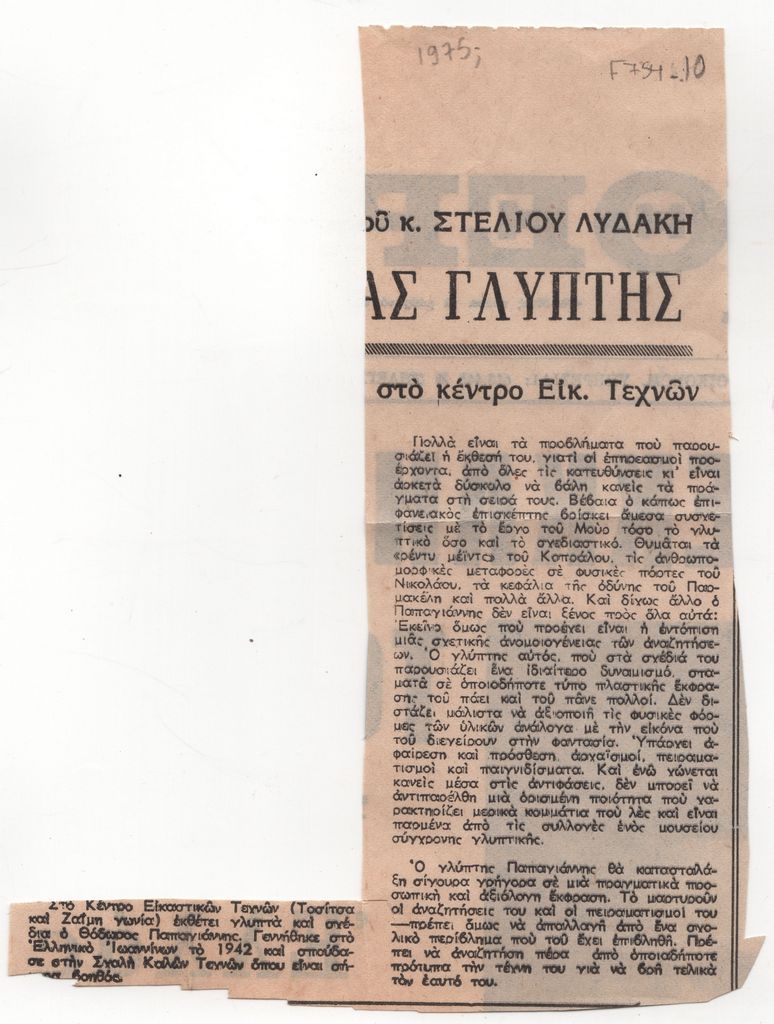 1975;
F754-10
οῦ κ. ΣΤΕΛΙΟΥ ΛΥΔΑΚΗ
ΑΣ ΓΛΥΠΤΗΣ
στὸ κέντρο Εἰκ. Τεχνῶν
Στὸ Κέντρο Εἰκαστικῶν Τεχνῶν (Τοσίτσα
καὶ Ζαΐμη γωνία) ἐκθέτει γλυπτὰ καὶ σχέ-
δια ὁ Θόδωρος Παπαγιάννης. Γεννήθηκε στὸ
Ἑλληνικὸ Ἰωαννίνων τὸ 1942 καὶ σπούδα-
σε στὴν Σχολὴ Καλῶν Τεχνῶν ὅπου εἶναι σή-
ρα βοηθός.
Πολλὰ εἶναι τὰ προβλήματα ποὺ παρου-
σιάζει ἡ ἔκθεσή του, γιατὶ οἱ ἐπηρεασμοὶ προ-
έρχοντα, ἀπὸ ὅλες τὶς κατευθύνσεις κι' εἶναι
ἀρκετὰ δύσκολο νὰ βάλη κανεὶς τὰ πρά-
γματα στὴ σειρά τους. Βέβαια ὁ κάπως ἐπι-
φανειακὸς ἐπισκέπτης βρίσκει ἄμεσα συσχε-
τίσεις μὲ τὸ ἔργο τοῦ Μοὺρ τόσο τὸ γλυ-
πτικὸ ὅσο καὶ τὸ σχεδιαστικό. Θυμᾶται τὰ
«ρέντυ μέϊντς» τοῦ Καπράλου, τὶς ἀνθρωπο-
μορφικὲς μεταφορὲς σὲ φυσικὲς πόρτες τοῦ
Νικολάου, τὰ κεφάλια τῆς ὀδύνης τοῦ Παρ-
μακέλη καὶ πολλὰ ἄλλα. Καὶ δίχως ἄλλο ὁ
Παπαγιάννης δὲν εἶναι ξένος πρὸς ὅλα αὐτά:
Ἐκεῖνο ὅμως ποὺ προέχει εἶναι ἡ ἐντόπιση
μιᾶς σχετικῆς ἀνομοιογένειας τῶν ἀναζητήσε-
ων. Ὁ γλύπτης αὐτός, ποὺ στὰ σχέδιά του
παρουσιάζει ἕνα ἰδιαίτερο δυναμισμό, στα-
ματᾶ σὲ ὁποιοδήποτε τύπο πλαστικῆς ἔκφρα-
σης τοῦ πάει καὶ τοῦ πᾶνε πολλοί. Δὲν δι-
στάζει μάλιστα νὰ ἀξιοποιῆ τὶς φυσικὲς φόρ-
μες τῶν ὑλικῶν ἀνάλογα μὲ τὴν εἰκόνα ποὺ
τοῦ διεγείρουν στὴν φαντασία. Ὑπάρχει ἀ-
φαίρεση καὶ πρόσθεση, ἀρχαϊσμοί, πειραμα-
τισμοὶ καὶ παιγνιδίσματα. Καὶ ἐνῶ χώνεται
κανεὶς μέσα στὶς ἀντιφάσεις, δὲν μπορεῖ νὰ
ἀντιπαρέλθη μιὰ ὁρισμένη ποιότητα ποὺ χα-
ρακτηρίζει μερικὰ κομμάτια ποὺ λὲς καὶ εἶναι
παρμένα ἀπὸ τὶς συλλογὲς ἑνὸς μουσείου
σύγχρονης γλυπτικῆς.
Ὁ γλύπτης Παπαγιάννης θὰ κατασταλά-
ξη σίγουρα γρήγορα σὲ μιὰ πραγματικὰ προ-
σωπικὴ καὶ ἀξιόλογη ἔκφραση. Τὸ μαρτυροῦν
οἱ ἀναζητήσεις του καὶ οἱ πειραματισμοί του
—πρέπει ὅμως νὰ ἀπαλλαγῆ ἀπὸ ἕνα σχο-
λικὸ περίβλημα ποὺ τοῦ ἔχει ἐπιβληθῆ. Πρέ-
πει νὰ ἀναζητήση πέρα ἀπὸ ὁποιαδήποτε
πρότυπα τὴν τέχνη του γιὰ νὰ βρῆ τελικὰ
τὸν ἑαυτό του.